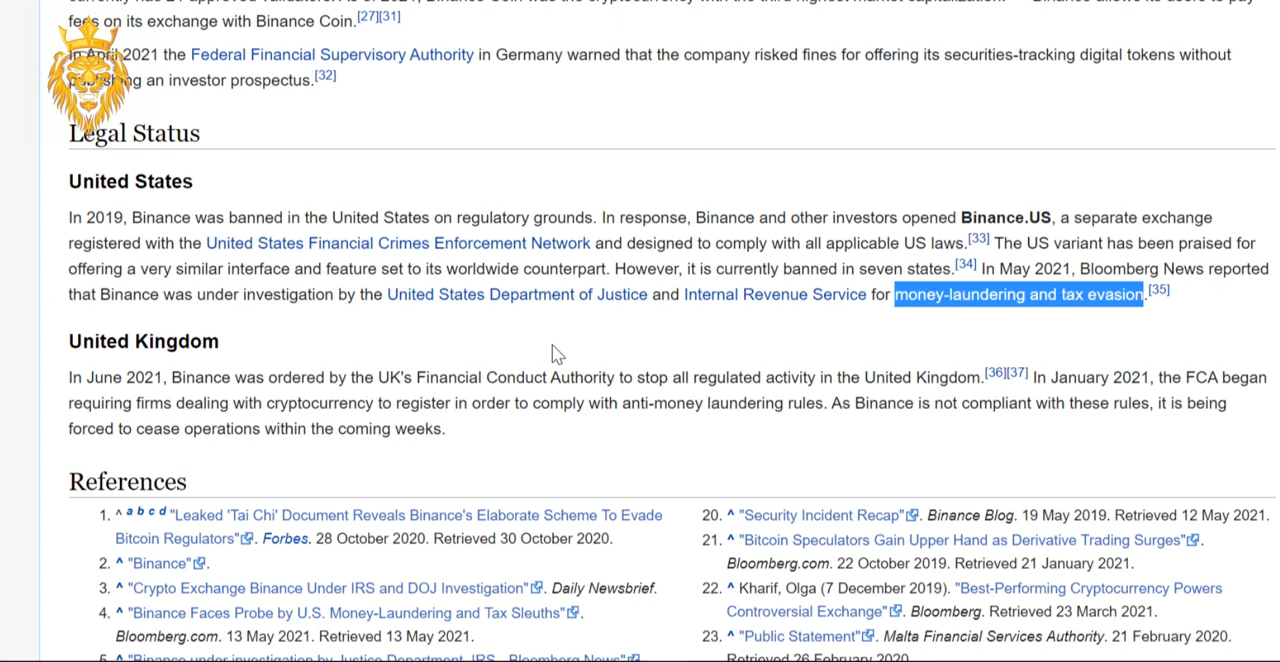 fees on its exchange with Binance Coin.[27][31]
In April 2021 the Federal Financial Supervisory Authority in Germany warned that the company risked fines for offering its securities-tracking digital tokens without
publishing an investor prospectus.[32]
Legal Status
United States
In 2019, Binance was banned in the United States on regulatory grounds. In response, Binance and other investors opened Binance.US, a separate exchange
registered with the United States Financial Crimes Enforcement Network and designed to comply with all applicable US laws.[33] The US variant has been praised for
offering a very similar interface and feature set to its worldwide counterpart. However, it is currently banned in seven states.[34] In May 2021, Bloomberg News reported
that Binance was under investigation by the United States Department of Justice and Internal Revenue Service for money-laundering and tax evasion.[35]
United Kingdom
In June 2021, Binance was ordered by the UK's Financial Conduct Authority to stop all regulated activity in the United Kingdom.[36][37] In January 2021, the FCA began
requiring firms dealing with cryptocurrency to register in order to comply with anti-money laundering rules. As Binance is not compliant with these rules, it is being
forced to cease operations within the coming weeks.
References
1. ^ a b c d "Leaked 'Tai Chi' Document Reveals Binance's Elaborate Scheme To Evade
Bitcoin Regulators". Forbes. 28 October 2020. Retrieved 30 October 2020.
2. ^ "Binance".
3. ^ "Crypto Exchange Binance Under IRS and DOJ Investigation". Daily Newsbrief.
4. ^ "Binance Faces Probe by U.S. Money-Laundering and Tax Sleuths".
Bloomberg.com. 13 May 2021. Retrieved 13 May 2021.
5. ^ "Binance under investigation by Justice Department, IRS - Bloomberg News"
20. ^ "Security Incident Recap". Binance Blog. 19 May 2019. Retrieved 12 May 2021.
21. ^ "Bitcoin Speculators Gain Upper Hand as Derivative Trading Surges".
Bloomberg.com. 22 October 2019. Retrieved 21 January 2021.
22. ^ Kharif, Olga (7 December 2019). "Best-Performing Cryptocurrency Powers
Controversial Exchange". Bloomberg. Retrieved 23 March 2021.
23. ^ "Public Statement". Malta Financial Services Authority. 21 February 2020.
Retrieved 26 February 2020